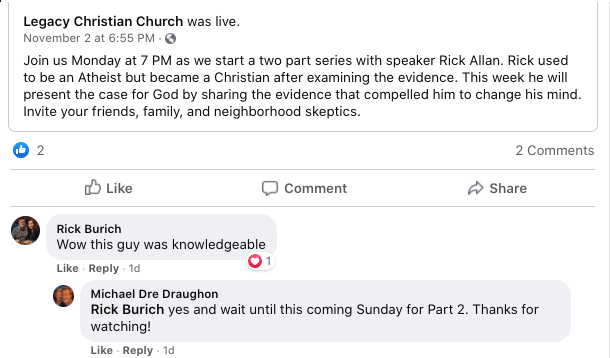 Legacy Christian Church was live.
November 2 at 6:55 PM ·
Join us Monday at 7 PM as we start a two part series with speaker Rick Allan. Rick used
to be an Atheist but became a Christian after examining the evidence. This week he will
present the case for God by sharing the evidence that compelled him to change his mind.
Invite your friends, family, and neighborhood skeptics.
2
2 Comments
Like
Comment
Share
Rick Burich
Wow this guy was knowledgeable
1
Like · Reply · 1d
Michael Dre Draughon
Rick Burich yes and wait until this coming Sunday for Part 2. Thanks for
watching!
Like · Reply · 1d